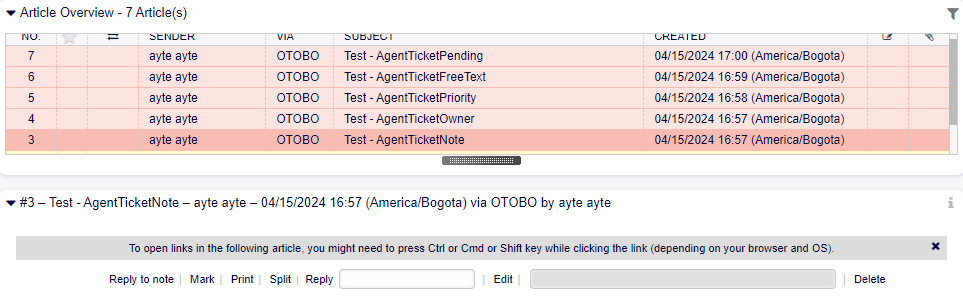 Article Overview - 7 Article(s)
NO. SENDER VIA SUBJECT CREATED
7 ayte ayte OTOBO Test - AgentTicketPending 04/15/2024 17:00 (America/Bogota)
6 ayte ayte OTOBO Test - AgentTicketFreeText 04/15/2024 16:59 (America/Bogota)
5 ayte ayte OTOBO Test - AgentTicketPriority 04/15/2024 16:58 (America/Bogota)
4 ayte ayte OTOBO Test - AgentTicketOwner 04/15/2024 16:57 (America/Bogota)
3 ayte ayte OTOBO Test - AgentTicketNote 04/15/2024 16:57 (America/Bogota)
#3 – Test - AgentTicketNote – ayte ayte – 04/15/2024 16:57 (America/Bogota) via OTOBO by ayte ayte
To open links in the following article, you might need to press Ctrl or Cmd or Shift key while clicking the link (depending on your browser and OS).
Reply to note | Mark | Print | Split | Reply | Edit | | Delete